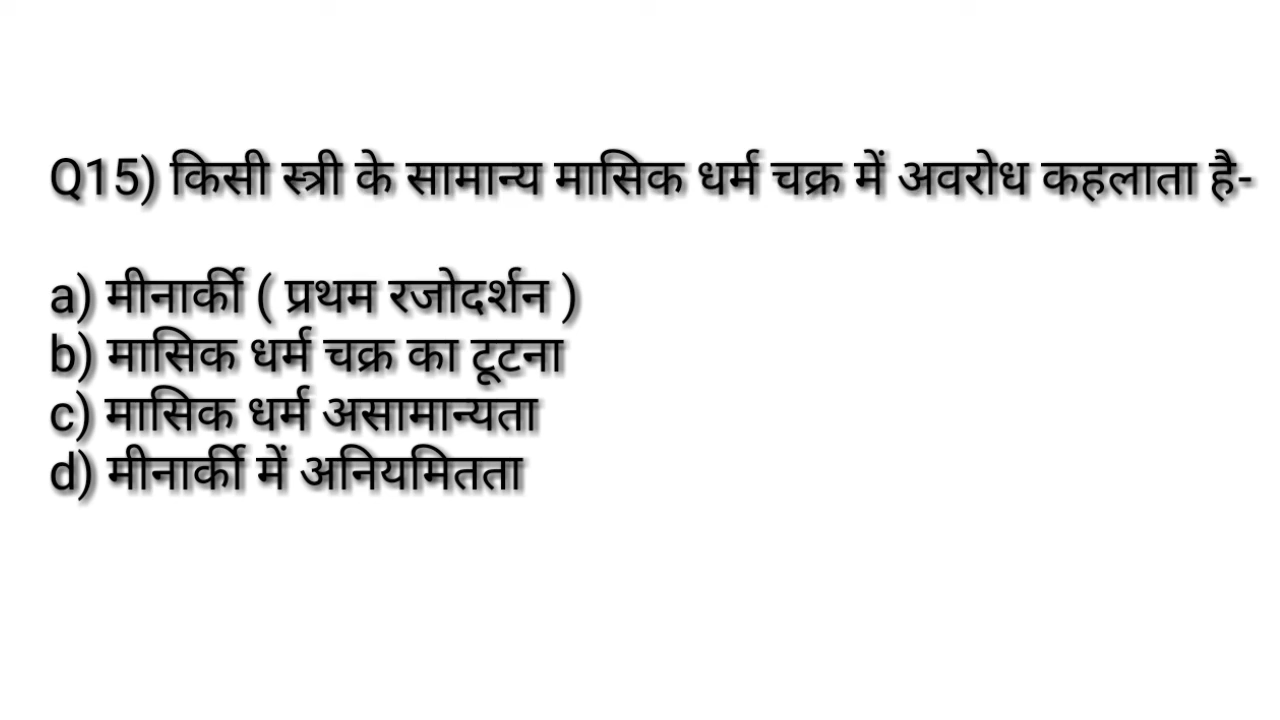 Q15) किसी स्त्री के सामान्य मासिक धर्म चक्र में अवरोध कहलाता है-
a) मीनार्की ( प्रथम रजोदर्शन )
b) मासिक धर्म चक्र का टूटना
c) मासिक धर्म असामान्यता
d) मीनार्की में अनियमितता